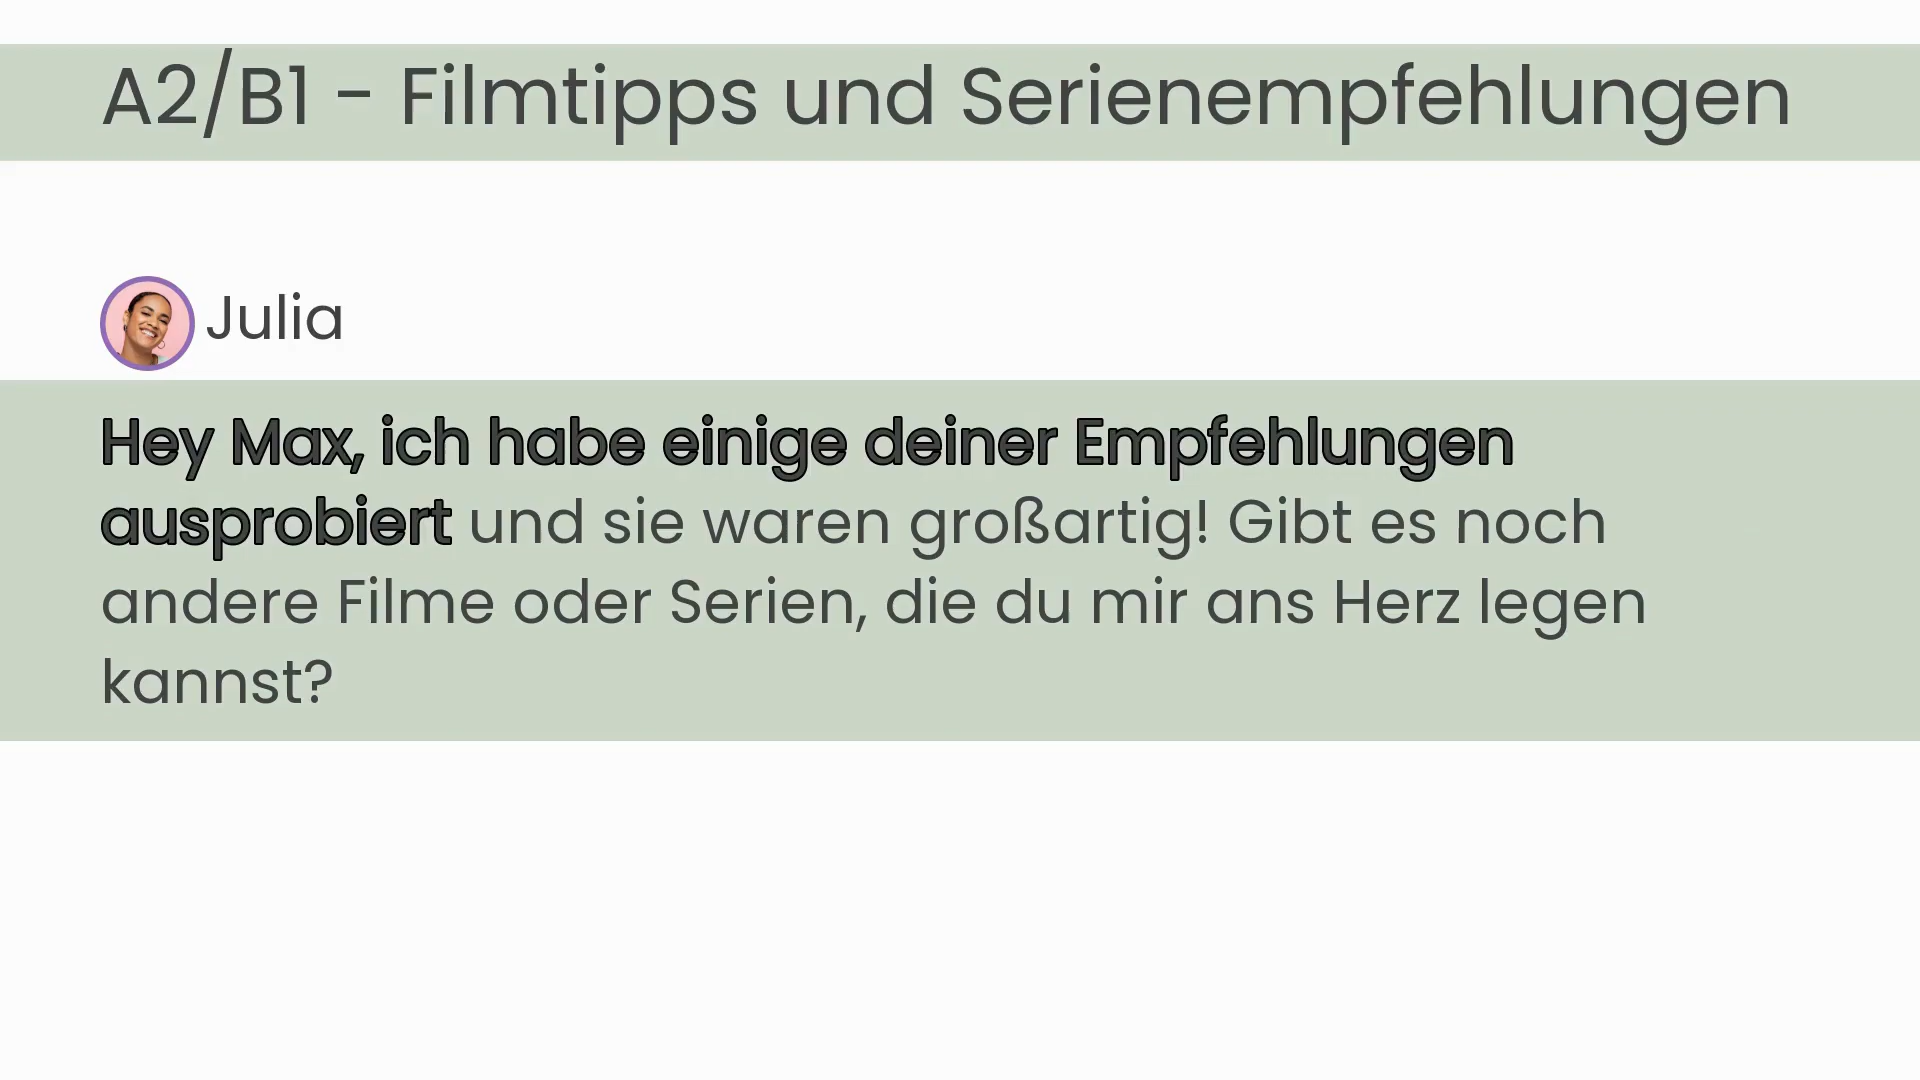 A2/B1 - Filmtipps und Serienempfehlungen
Julia
Hey Max, ich habe einige deiner Empfehlungen
ausprobiert und sie waren großartig! Gibt es noch
andere Filme oder Serien, die du mir ans Herz legen
kannst?